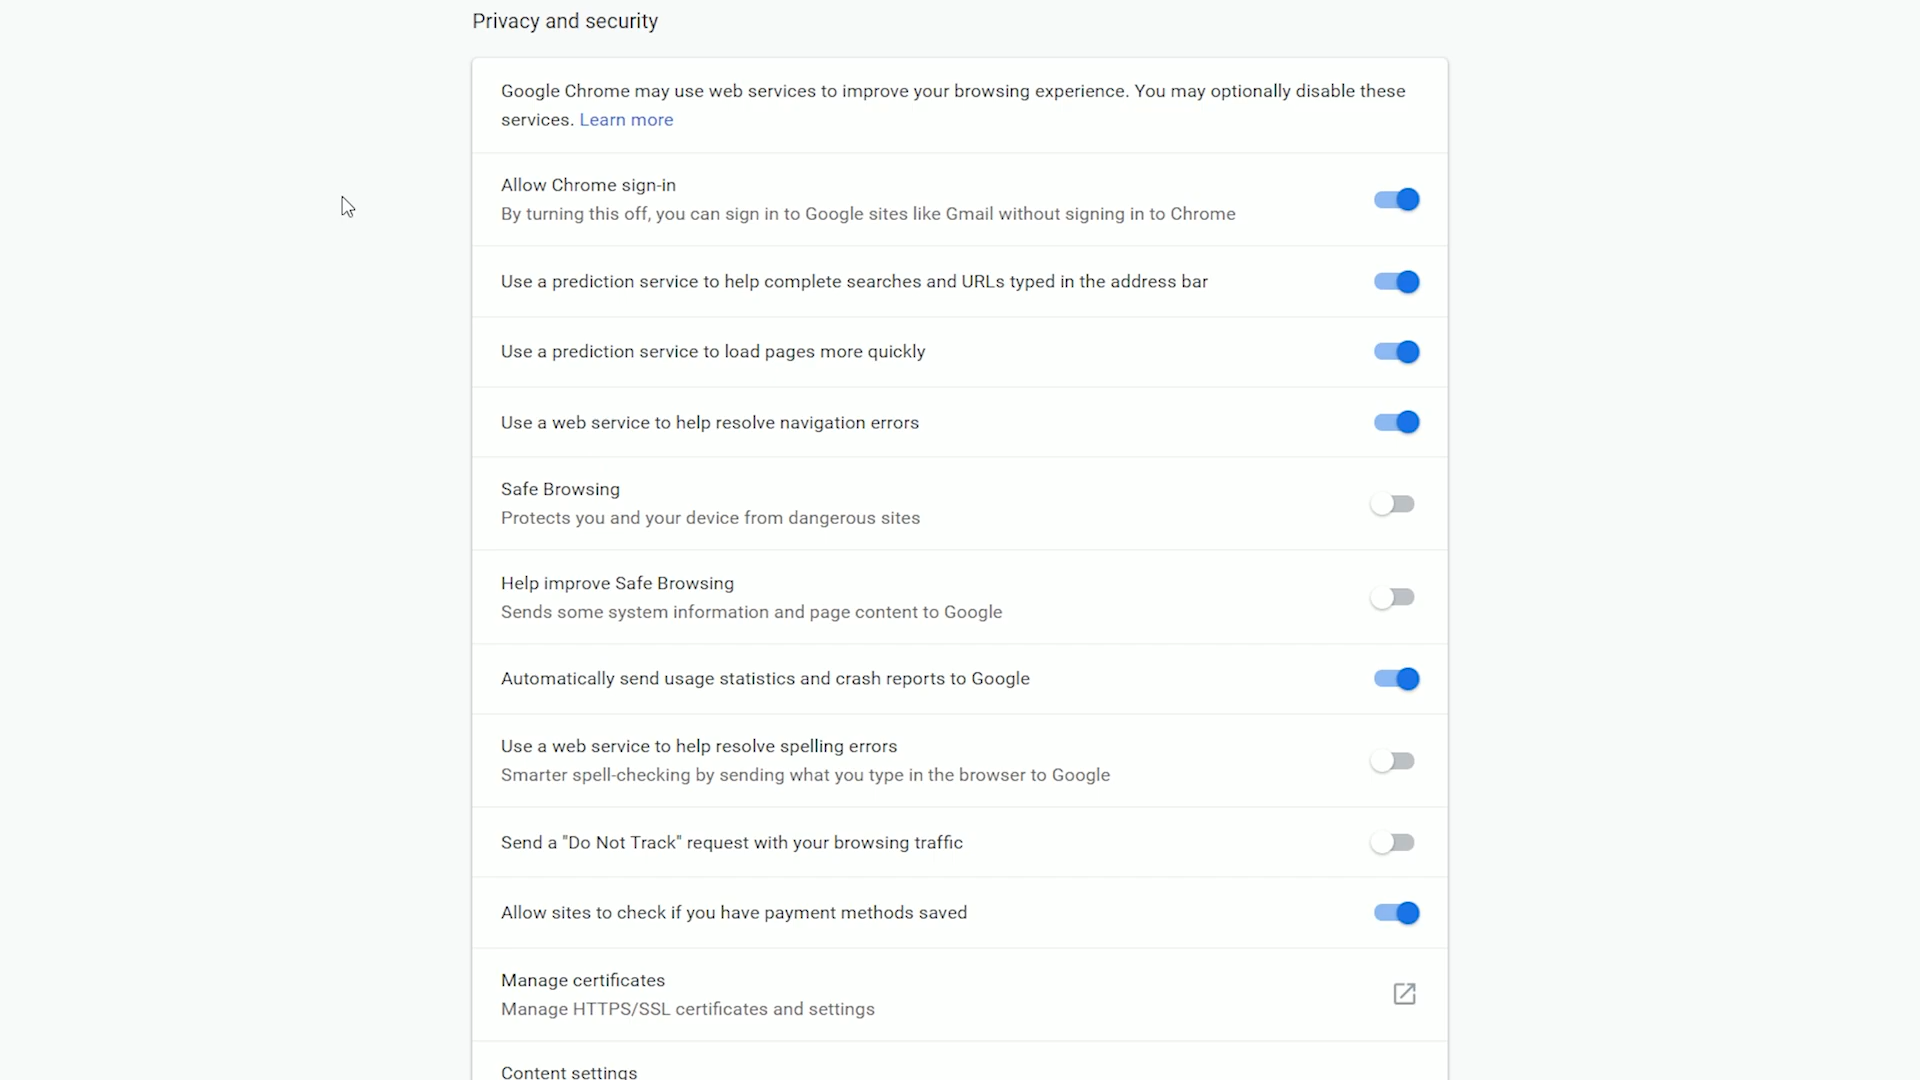 Privacy and security
Google Chrome may use web services to improve your browsing experience. You may optionally disable these
services. Learn more
Allow Chrome sign-in
By turning this off, you can sign in to Google sites like Gmail without signing in to Chrome
Use a prediction service to help complete searches and URLs typed in the address bar
Use a prediction service to load pages more quickly
Use a web service to help resolve navigation errors
Safe Browsing
Protects you and your device from dangerous sites
Help improve Safe Browsing
Sends some system information and page content to Google
Automatically send usage statistics and crash reports to Google
Use a web service to help resolve spelling errors
Smarter spell-checking by sending what you type in the browser to Google
Send a "Do Not Track" request with your browsing traffic
Allow sites to check if you have payment methods saved
Manage certificates
Manage HTTPS/SSL certificates and settings
Content settings